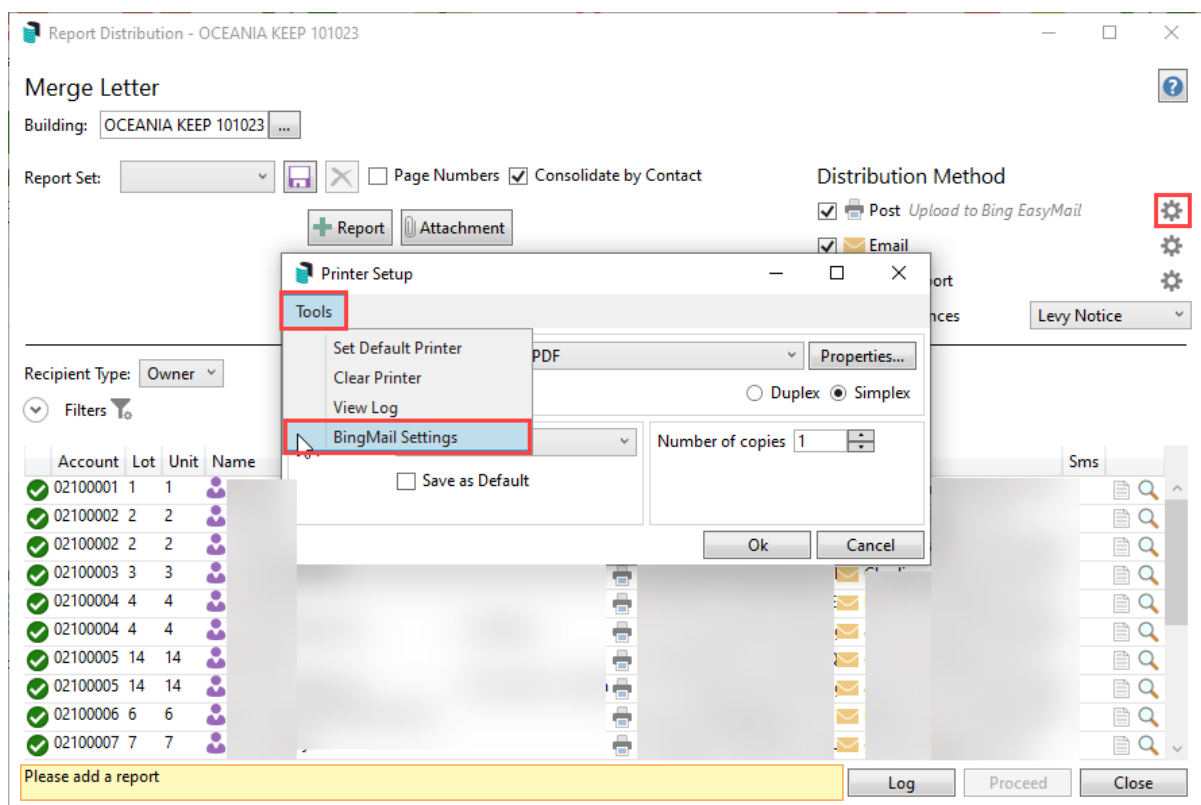 Report Distribution - OCEANIA KEEP 101023
Merge Letter
Building: OCEANIA KEEP 101023 ...
Report Set:
Page Numbers
Consolidate by Contact
Distribution Method
Post Upload to Bing EasyMail
Report
Attachment
Email
Printer Setup
ort
Tools
nces
Levy Notice
Set Default Printer
PDF
Properties...
Clear Printer
Duplex
Simplex
View Log
BingMail Settings
Number of copies 1
Save as Default
Ok
Cancel
Recipient Type: Owner
Filters
Account Lot Unit Name
Sms
02100001 1 1
02100002 2 2
02100002 2 2
02100003 3 3
02100004 4 4
02100004 4 4
02100005 14 14
02100005 14 14
02100006 6 6
02100007 7 7
Please add a report
Log
Proceed
Close